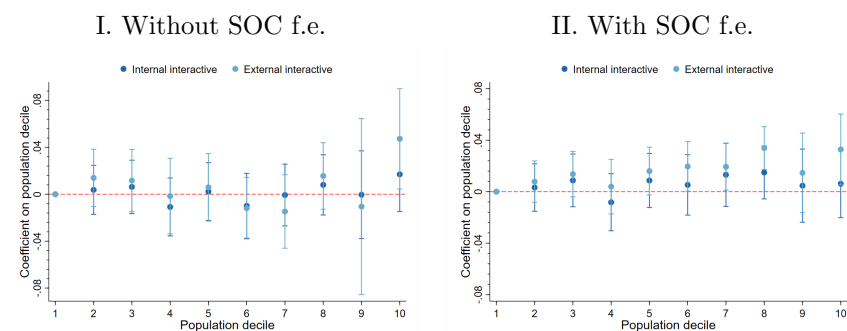 I. Without SOC f.e.
Internal interactive External interactive
Coefficient on population decile
.08
.04
0
-.04
-.08
1 2 3 4 5 6 7 8 9 10
Population decile
II. With SOC f.e.
Internal interactive External interactive
Coefficient on population decile
.08
.04
0
-.04
-.08
1 2 3 4 5 6 7 8 9 10
Population decile